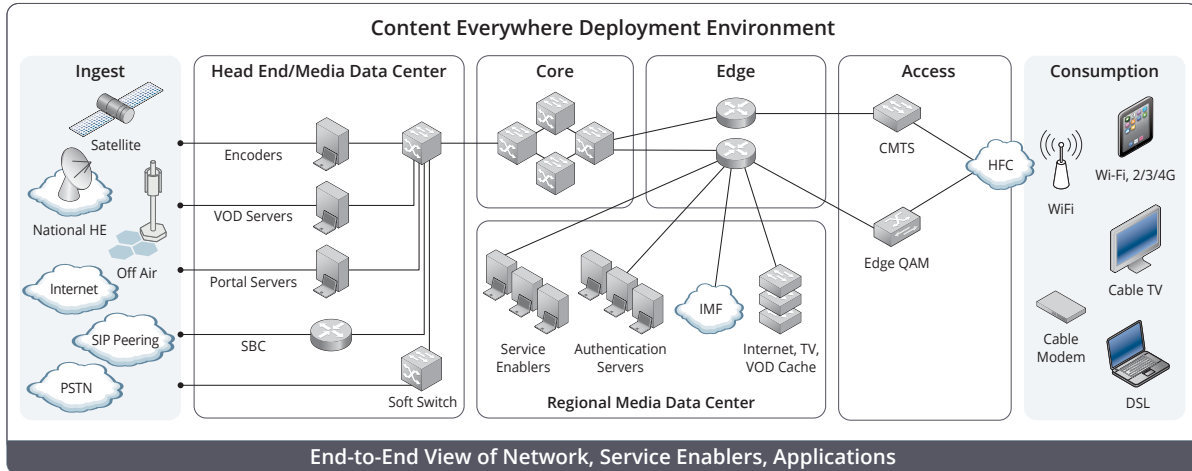 Content Everywhere Deployment Environment
Ingest
Satellite
National HE
Off Air
Internet
SIP Peering
PSTN
Head End/Media Data Center
Encoders
VOD Servers
Portal Servers
SBC
Soft Switch
Core
Edge
Service
Enablers
Authentication
Servers
IMF
Internet, TV,
VOD Cache
Regional Media Data Center
Access
CMTS
HFC
Edge QAM
Consumption
Wi-Fi, 2/3/4G
WiFi
Cable TV
Cable
Modem
DSL
End-to-End View of Network, Service Enablers, Applications